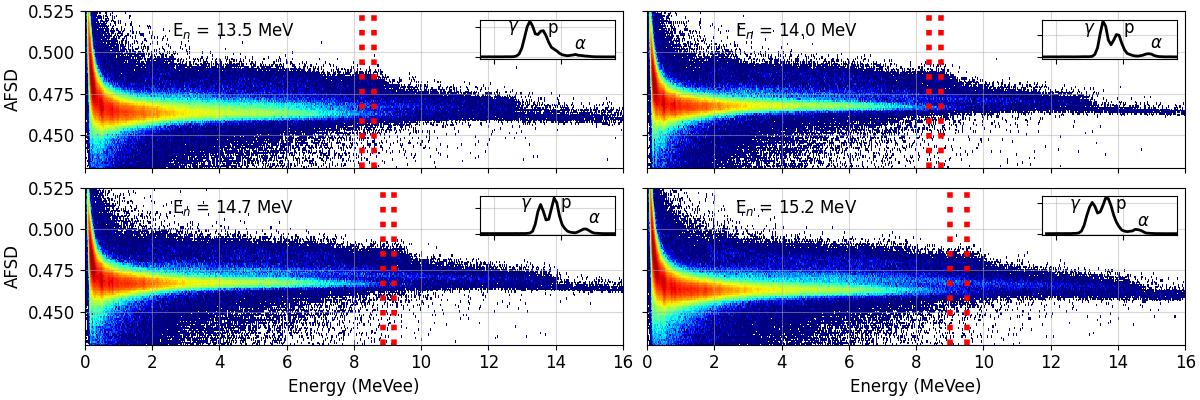 0.525
0.500
0.475
0.450
AFSD
Eₙ = 13.5 MeV
γ p α
Eₙ = 14.0 MeV
γ p α
0.525
0.500
0.475
0.450
AFSD
Eₙ = 14.7 MeV
γ p α
Eₙ = 15.2 MeV
γ p α
0 2 4 6 8 10 12 14 16
0 2 4 6 8 10 12 14 16
Energy (MeVee)
Energy (MeVee)